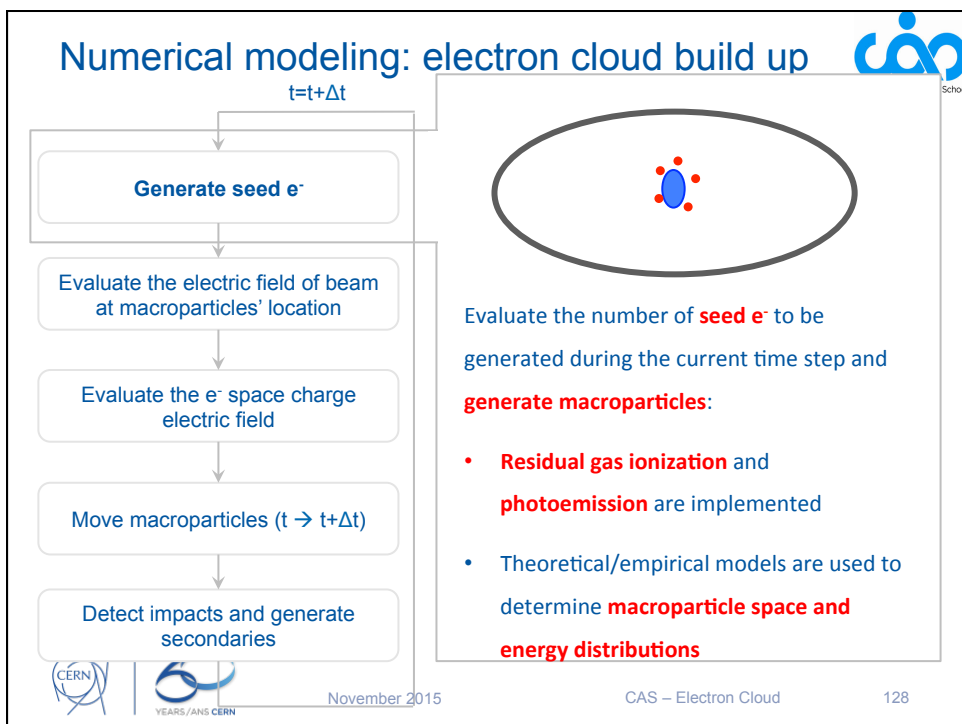 Numerical modeling: electron cloud build up
t=t+Δt
Generate seed e-
Evaluate the electric field of beam
at macroparticles' location
Evaluate the e- space charge
electric field
Move macroparticles (t → t+Δt)
Detect impacts and generate
secondaries
Evaluate the number of seed e- to be
generated during the current time step and
generate macroparticles:
• Residual gas ionization and
photoemission are implemented
• Theoretical/empirical models are used to
determine macroparticle space and
energy distributions
CERN
60
YEARS/ANS CERN
November 2015
CAS – Electron Cloud
128